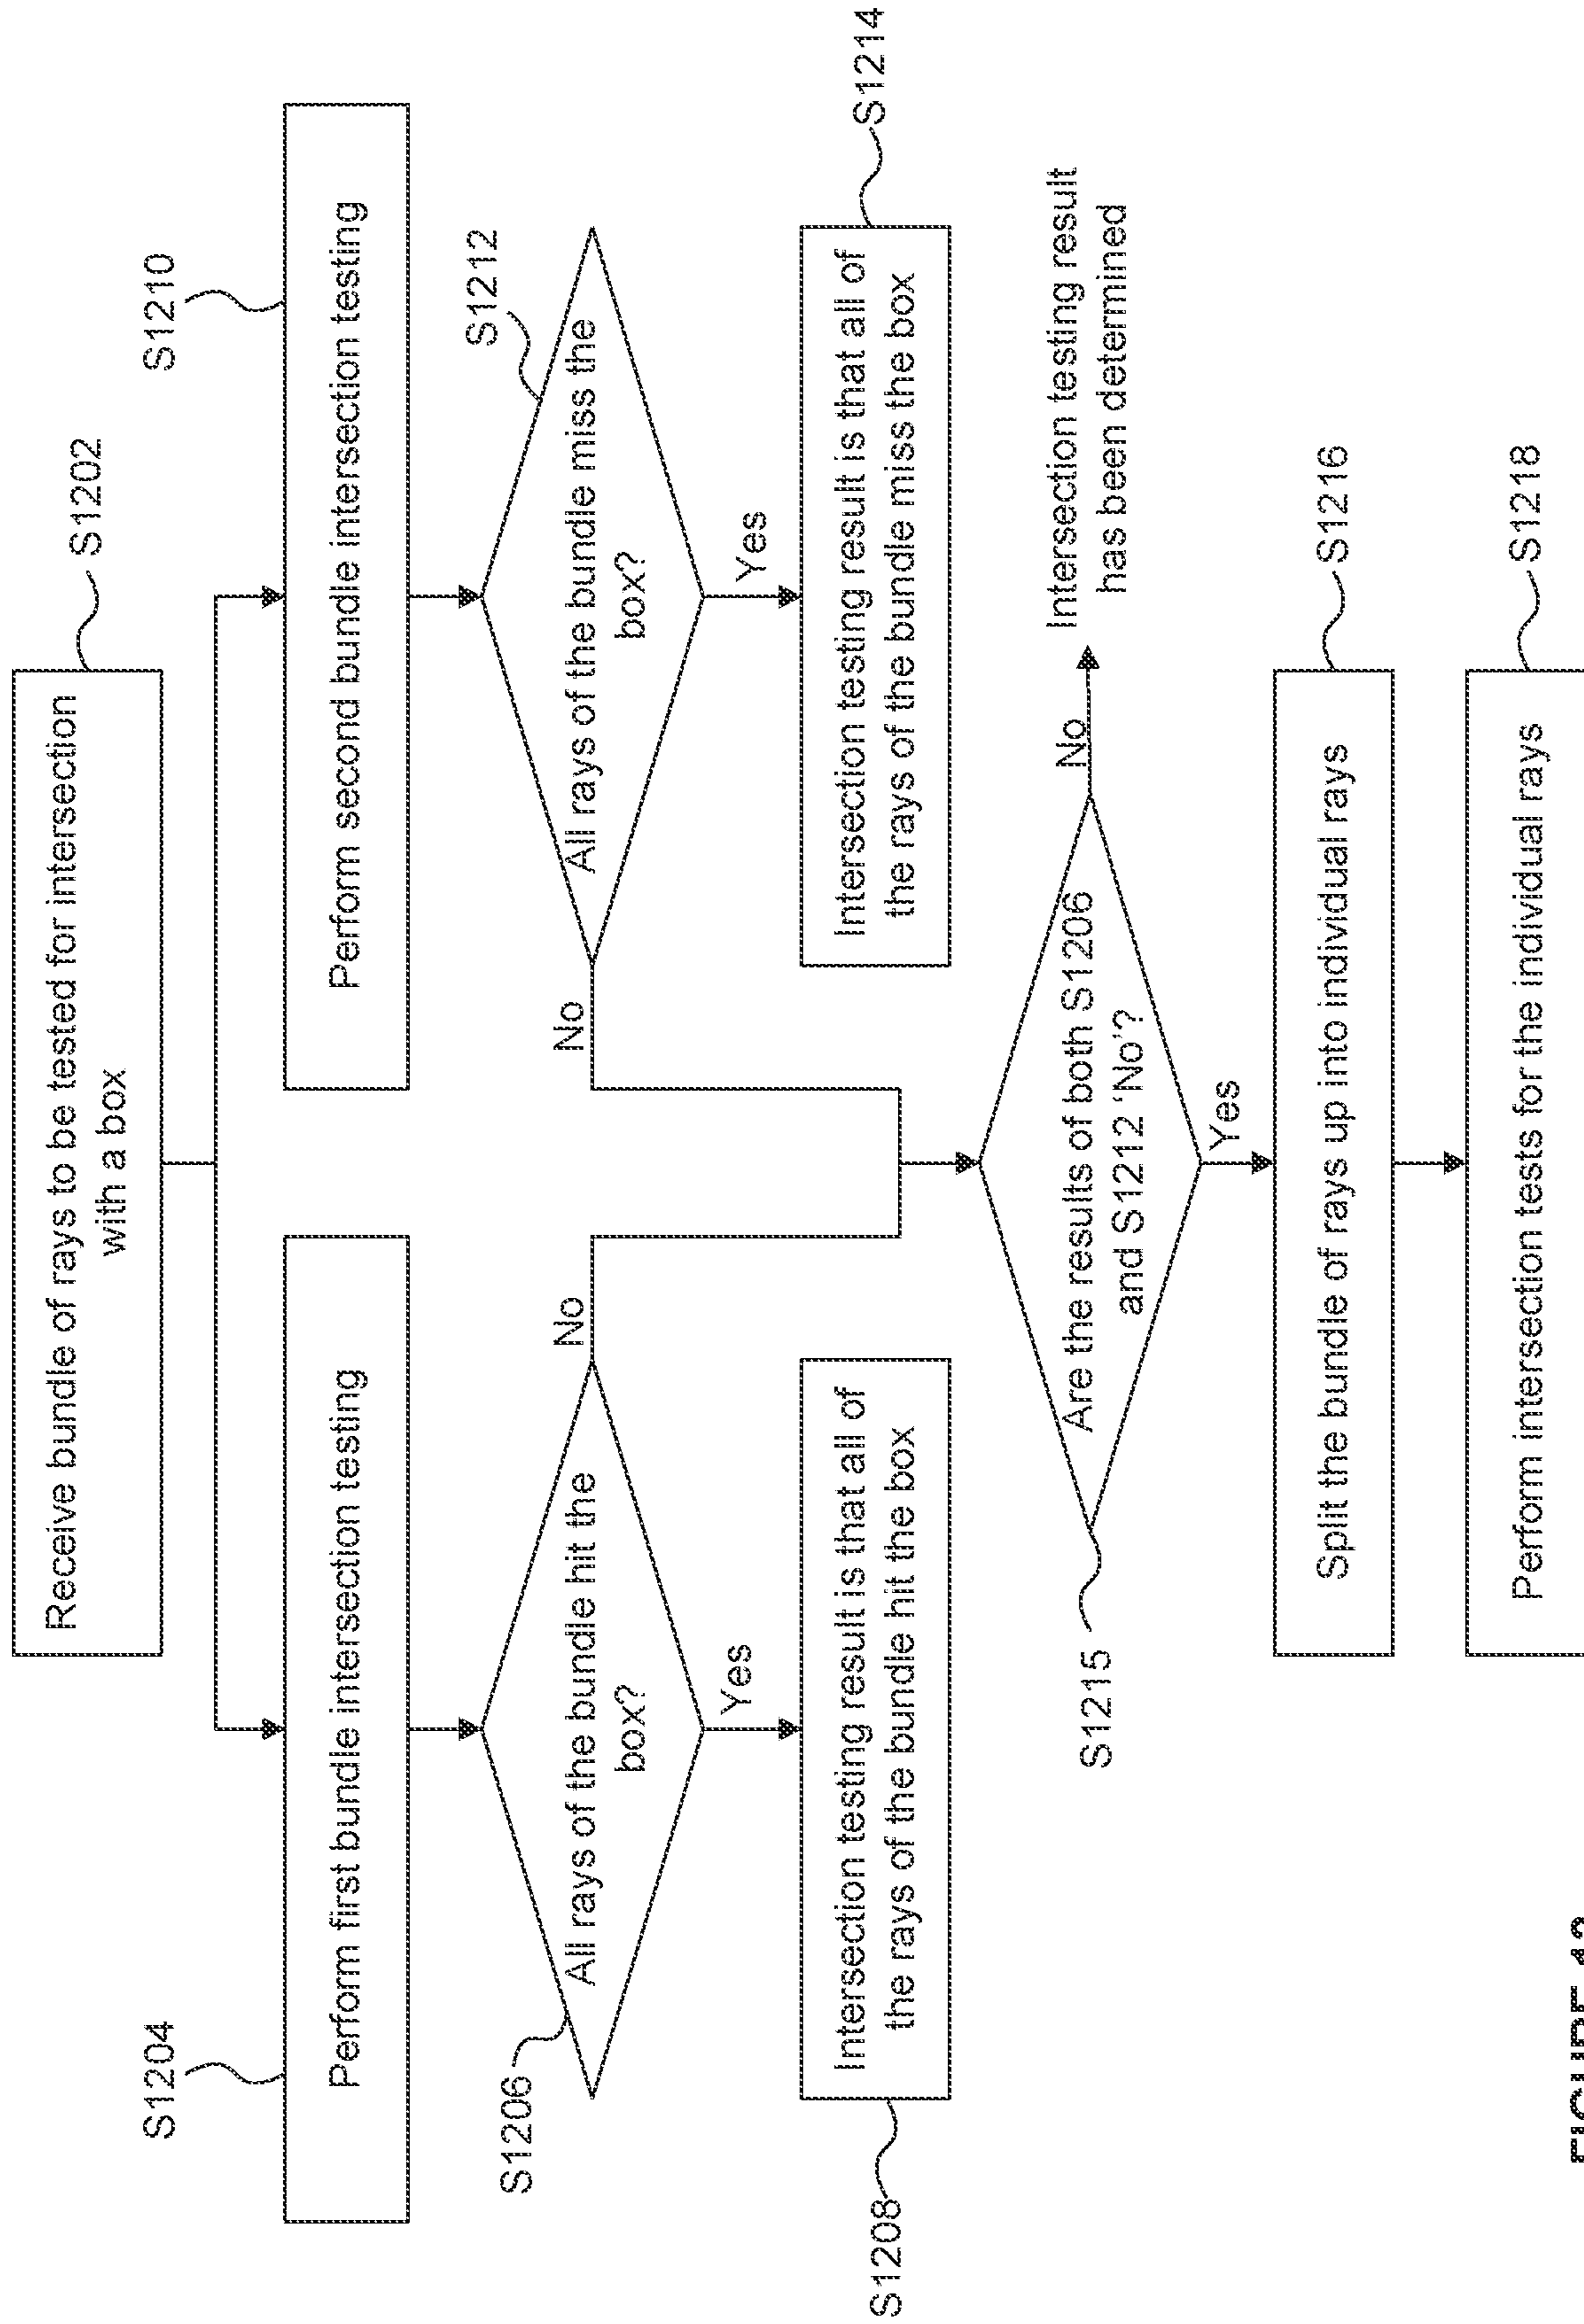 Receive bundle of rays to be tested for intersection
with a box
S1202
S1204
Perform first bundle intersection testing
S1210
Perform second bundle intersection testing
S1206
All rays of the bundle hit the
box?
No
Yes
S1212
All rays of the bundle miss the
box?
No
Yes
S1208
Intersection testing result is that all of
the rays of the bundle hit the box
S1214
Intersection testing result is that all of
the rays of the bundle miss the box
S1215
Are the results of both S1206
and S1212 'No'?
No
Intersection testing result
has been determined
Yes
Split the bundle of rays up into individual rays
S1216
Perform intersection tests for the individual rays
S1218
FIGURE